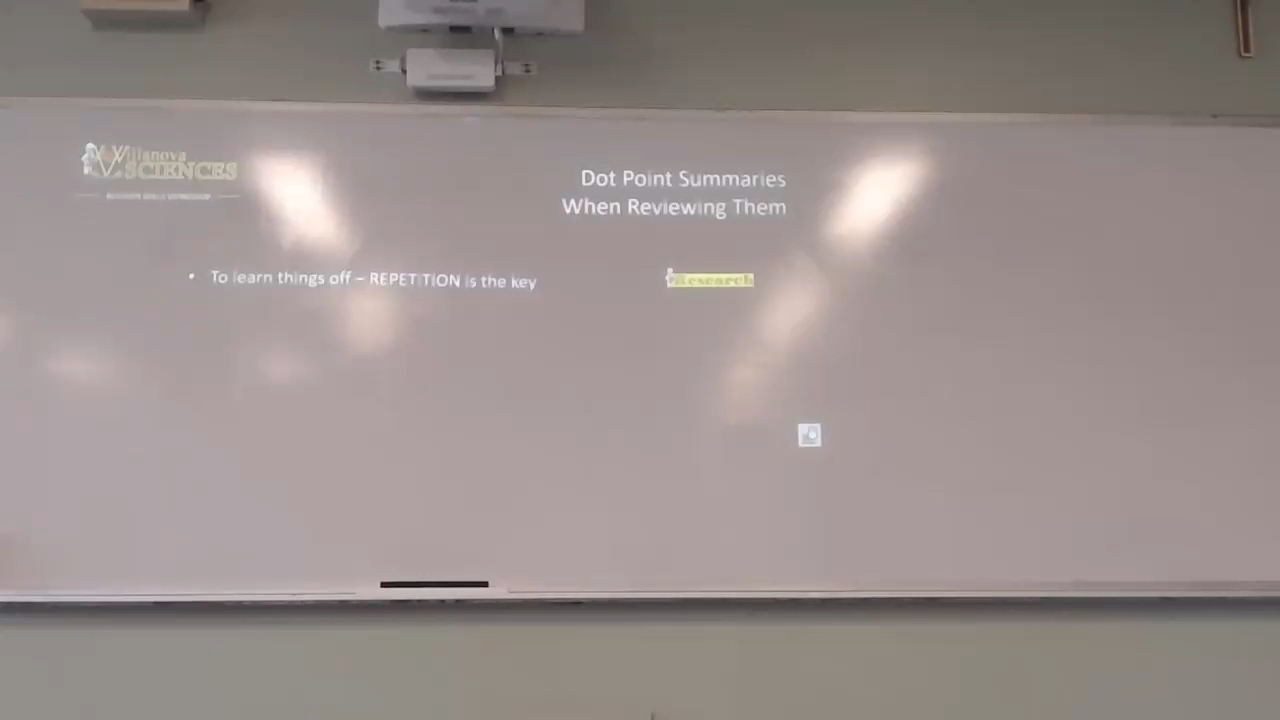 Villanova
SCIENCES
Dot Point Summaries
When Reviewing Them
• To learn things off – REPETITION is the key
Research